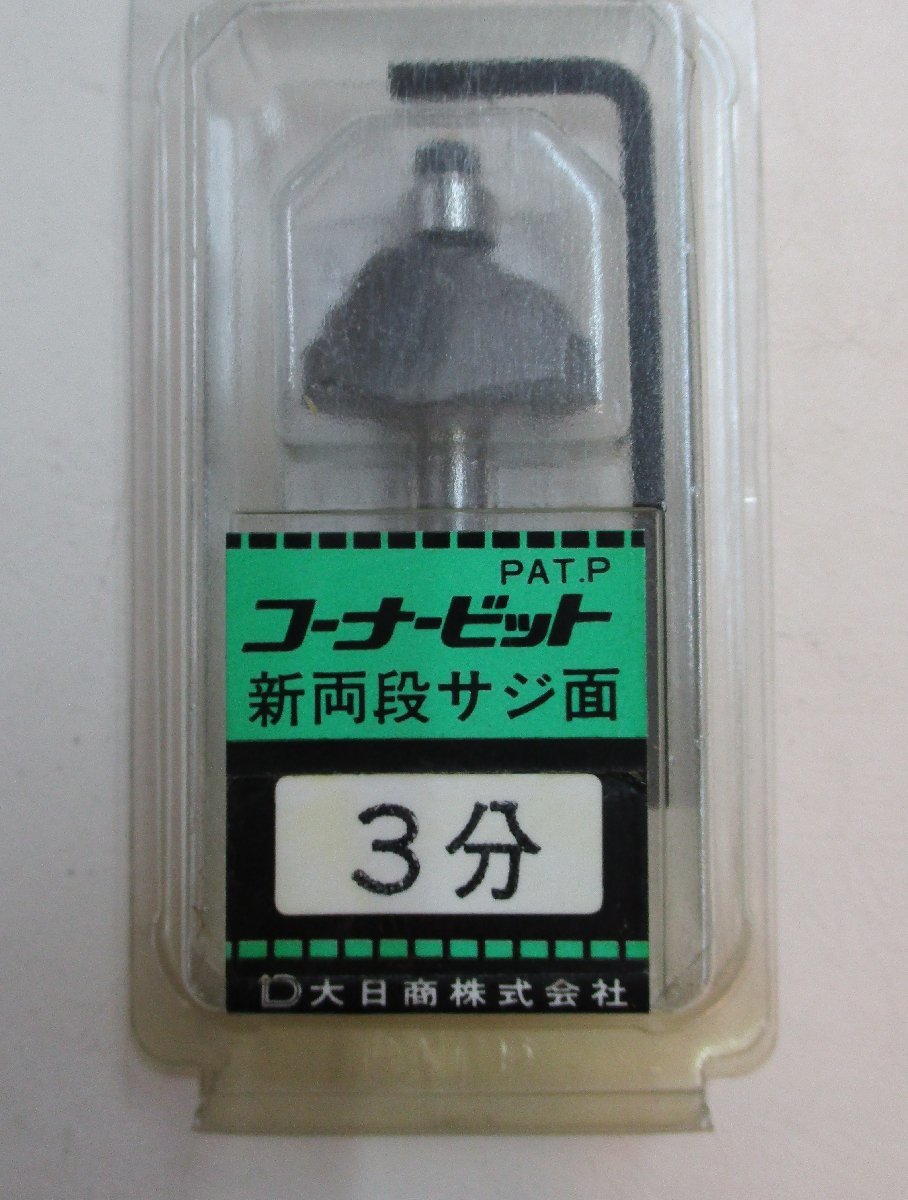 PAT.P
コーナービット
新両段サジ面
3分
大日商株式会社